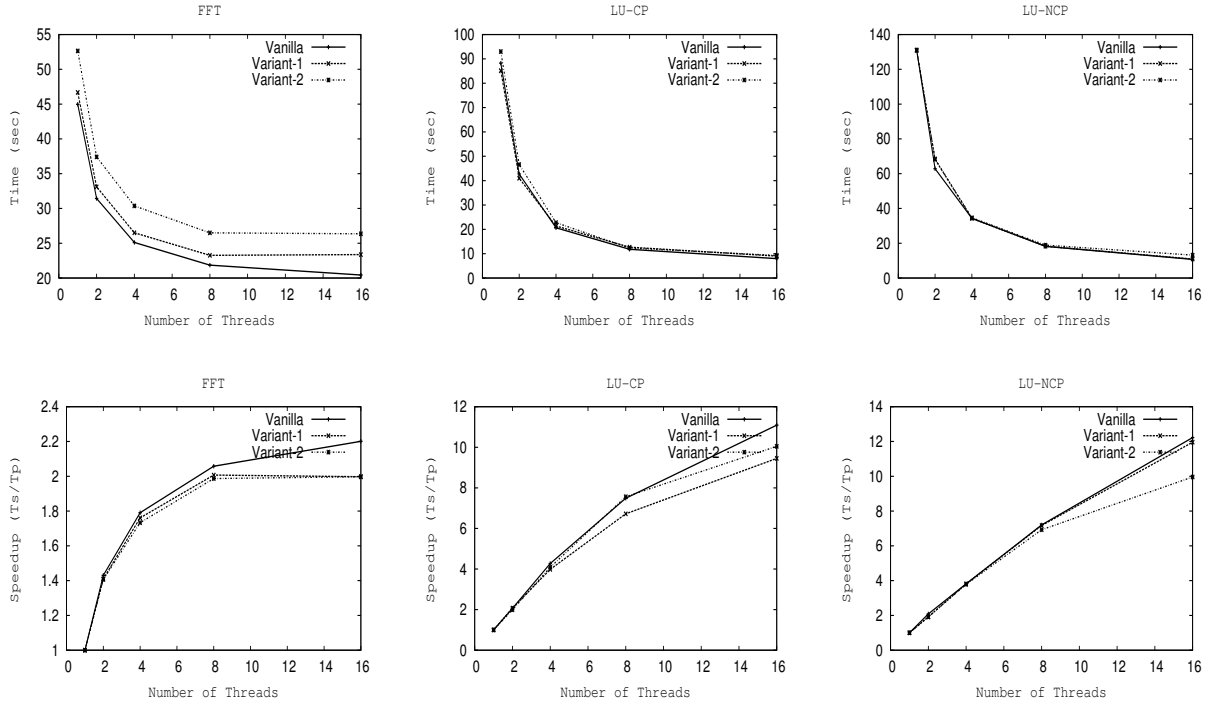 FFT
55
50
45
40
35
30
25
20
0 2 4 6 8 10 12 14 16
Time (sec)
Number of Threads
Vanilla
Variant-1
Variant-2
LU-CP
100
90
80
70
60
50
40
30
20
10
0
0 2 4 6 8 10 12 14 16
Time (sec)
Number of Threads
Vanilla
Variant-1
Variant-2
LU-NCP
140
120
100
80
60
40
20
0
0 2 4 6 8 10 12 14 16
Time (sec)
Number of Threads
Vanilla
Variant-1
Variant-2
FFT
2.4
2.2
2
1.8
1.6
1.4
1.2
1
0 2 4 6 8 10 12 14 16
Speedup (Ts/Tp)
Number of Threads
Vanilla
Variant-1
Variant-2
LU-CP
12
10
8
6
4
2
0
0 2 4 6 8 10 12 14 16
Speedup (Ts/Tp)
Number of Threads
Vanilla
Variant-1
Variant-2
LU-NCP
14
12
10
8
6
4
2
0
0 2 4 6 8 10 12 14 16
Speedup (Ts/Tp)
Number of Threads
Vanilla
Variant-1
Variant-2